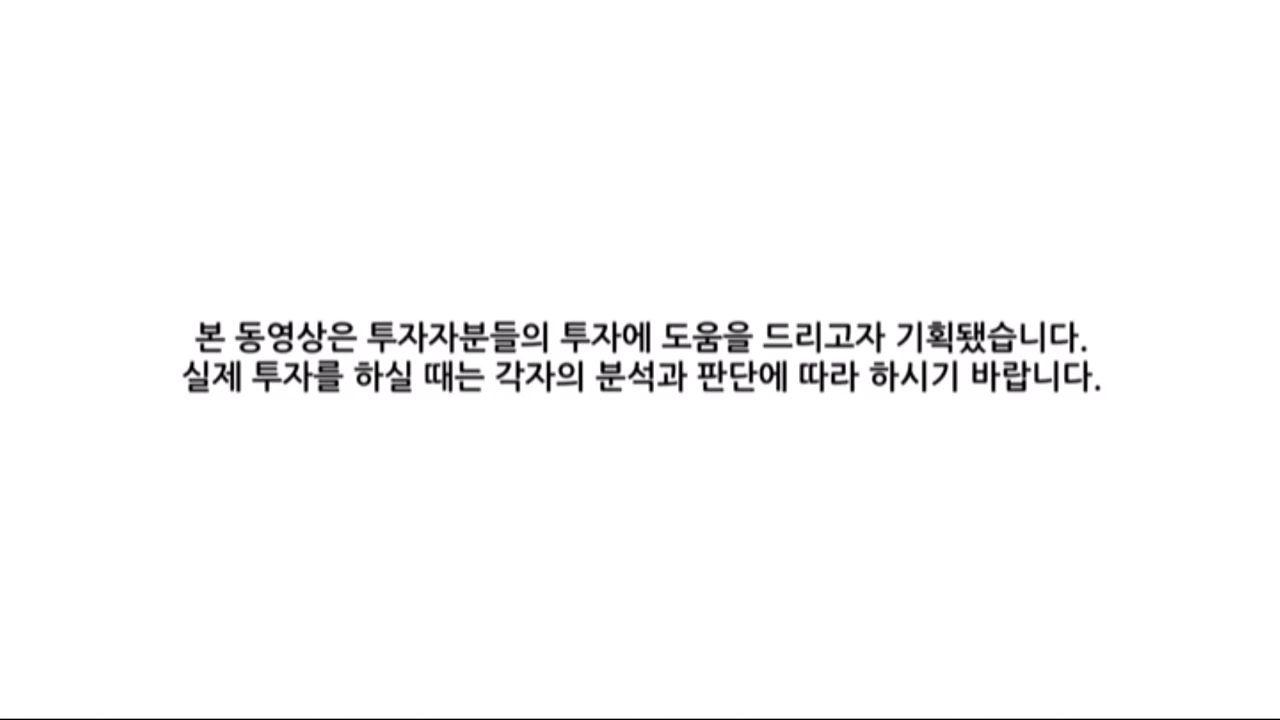 본 동영상은 투자자분들의 투자에 도움을 드리고자 기획됐습니다.
실제 투자를 하실 때는 각자의 분석과 판단에 따라 하시기 바랍니다.